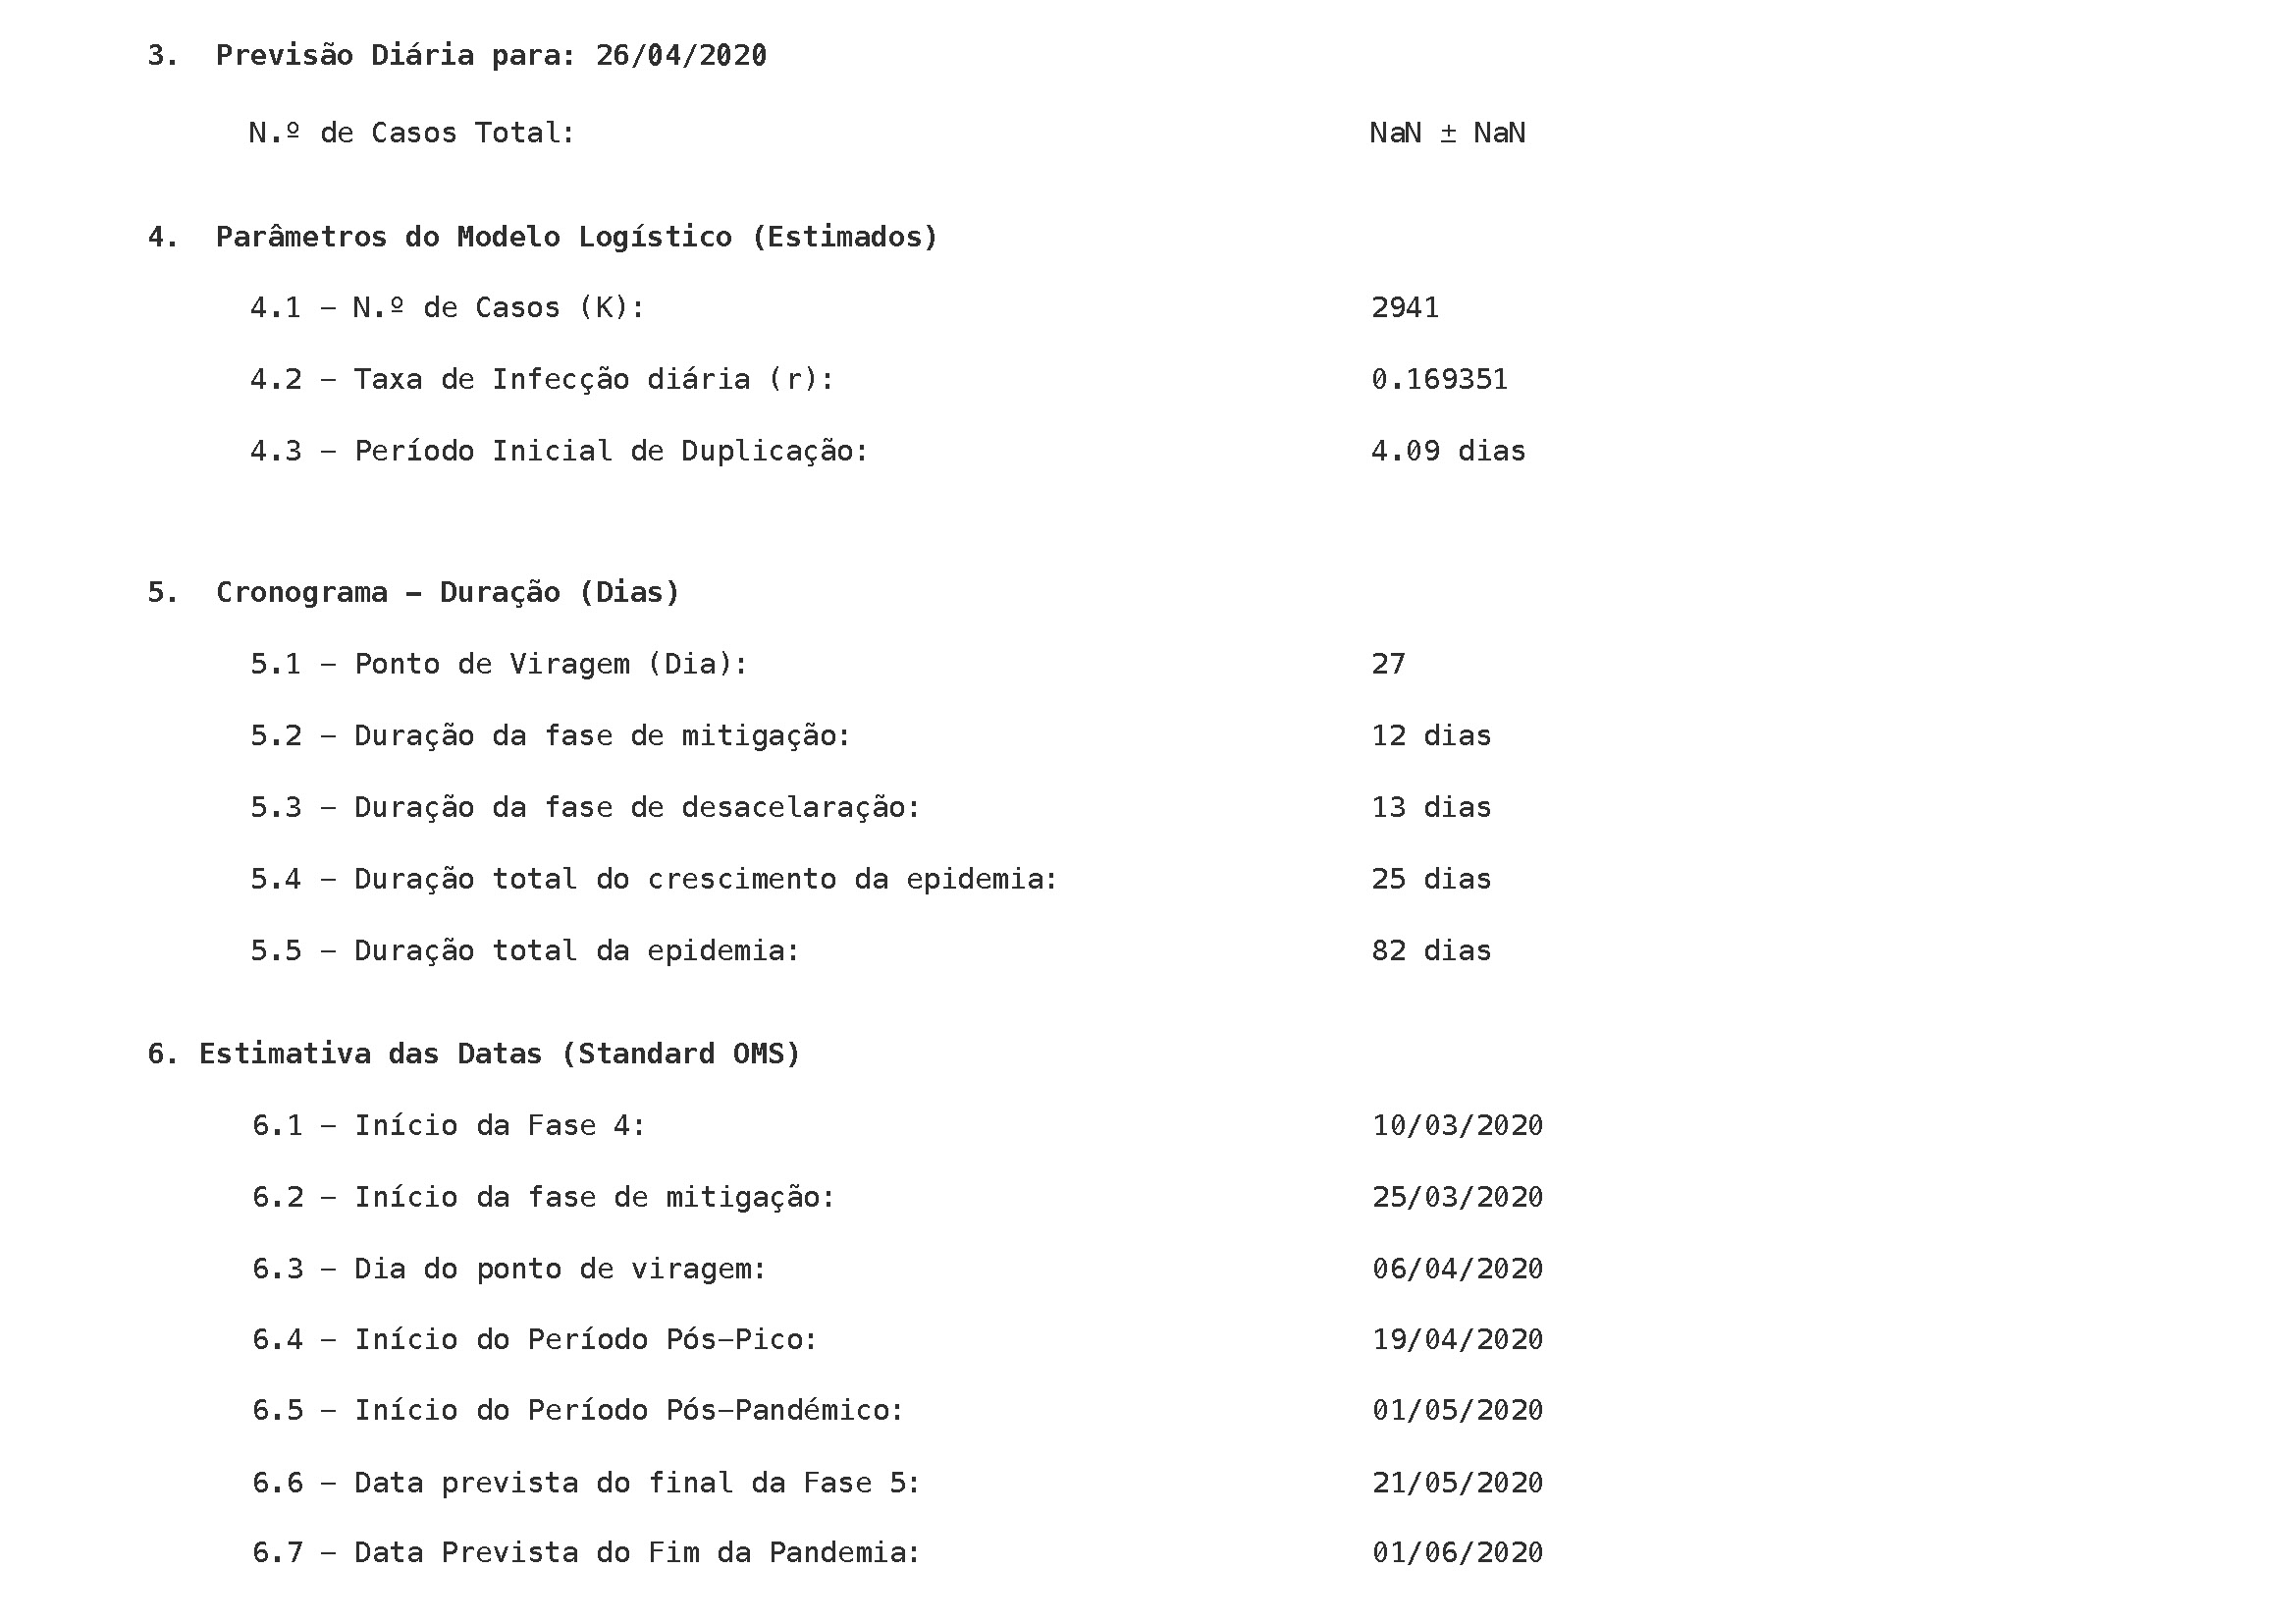 3. Previsão Diária para: 26/04/2020
N.º de Casos Total: NaN ± NaN
4. Parâmetros do Modelo Logístico (Estimados)
4.1 – N.º de Casos (K): 2941
4.2 – Taxa de Infecção diária (r): 0.169351
4.3 – Período Inicial de Duplicação: 4.09 dias
5. Cronograma – Duração (Dias)
5.1 – Ponto de Viragem (Dia): 27
5.2 – Duração da fase de mitigação: 12 dias
5.3 – Duração da fase de desacelaração: 13 dias
5.4 – Duração total do crescimento da epidemia: 25 dias
5.5 – Duração total da epidemia: 82 dias
6. Estimativa das Datas (Standard OMS)
6.1 – Início da Fase 4: 10/03/2020
6.2 – Início da fase de mitigação: 25/03/2020
6.3 – Dia do ponto de viragem: 06/04/2020
6.4 – Início do Período Pós–Pico: 19/04/2020
6.5 – Início do Período Pós–Pandémico: 01/05/2020
6.6 – Data prevista do final da Fase 5: 21/05/2020
6.7 – Data Prevista do Fim da Pandemia: 01/06/2020